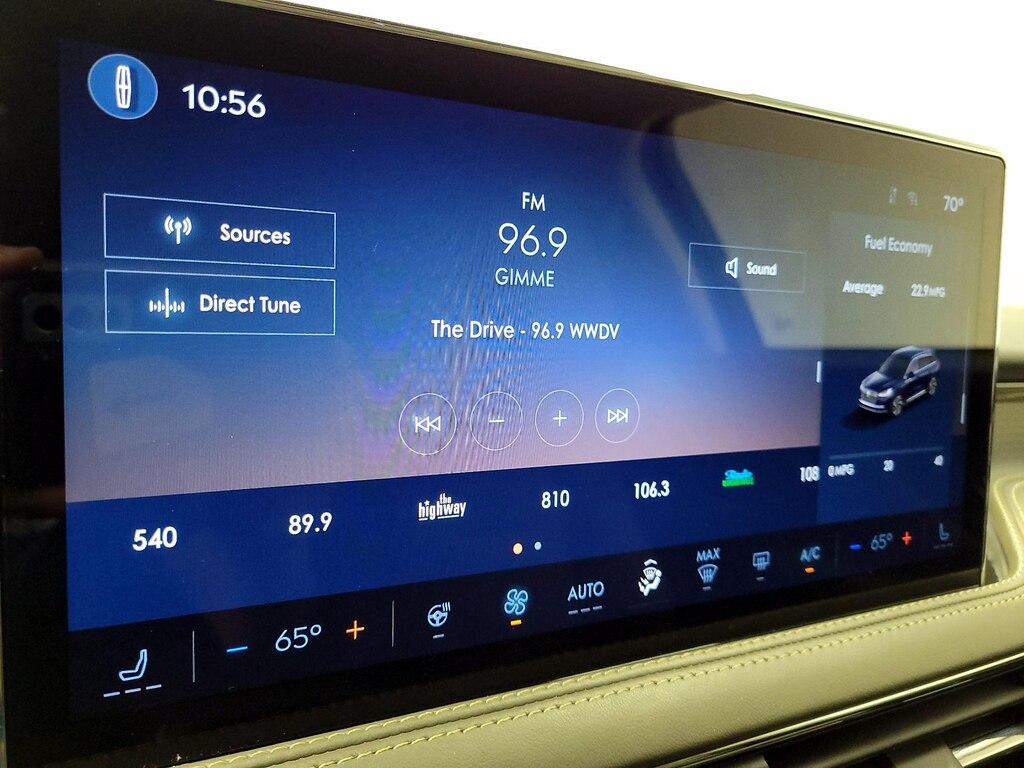 10:56
70°
Sources
Direct Tune
FM
96.9
GIMME
The Drive - 96.9 WWDV
Sound
Fuel Economy
Average 22.9 MPG
0 MPG 20 40
540
89.9
the highway
810
106.3
108
65°
AUTO
MAX
A/C
65°